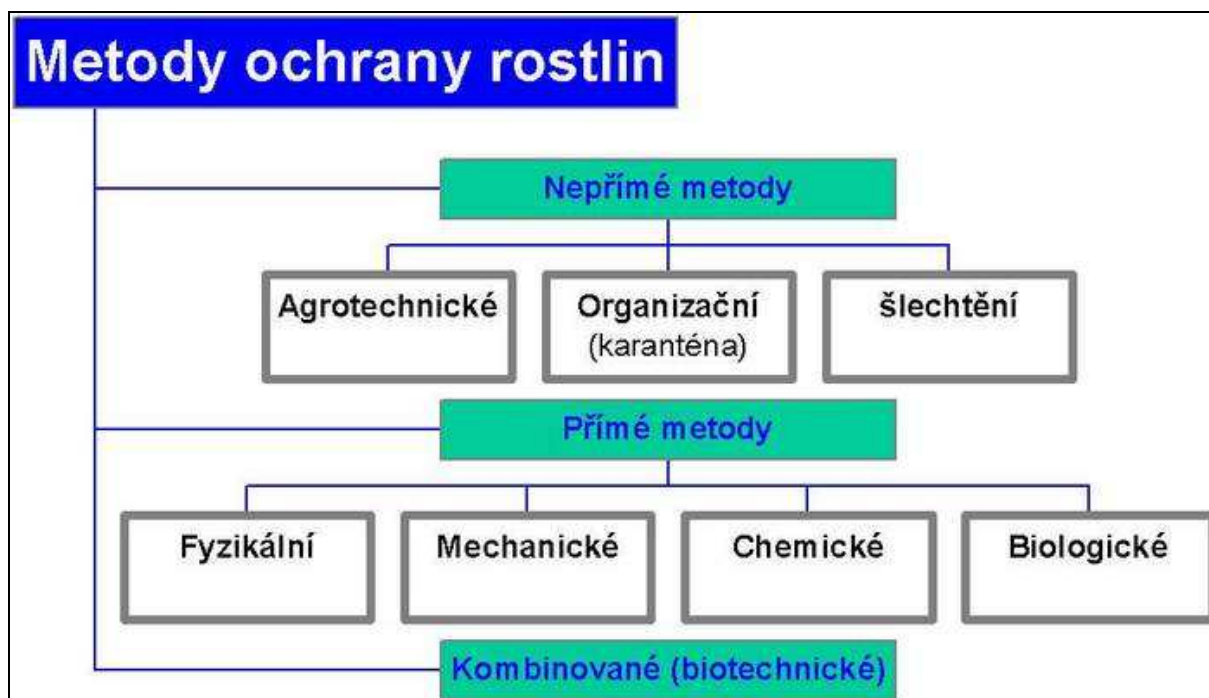 Metody ochrany rostlin
Nepřímé metody
Agrotechnické
Organizační
(karanténa)
šlechtění
Přímé metody
Fyzikální
Mechanické
Chemické
Biologické
Kombinované (biotechnické)